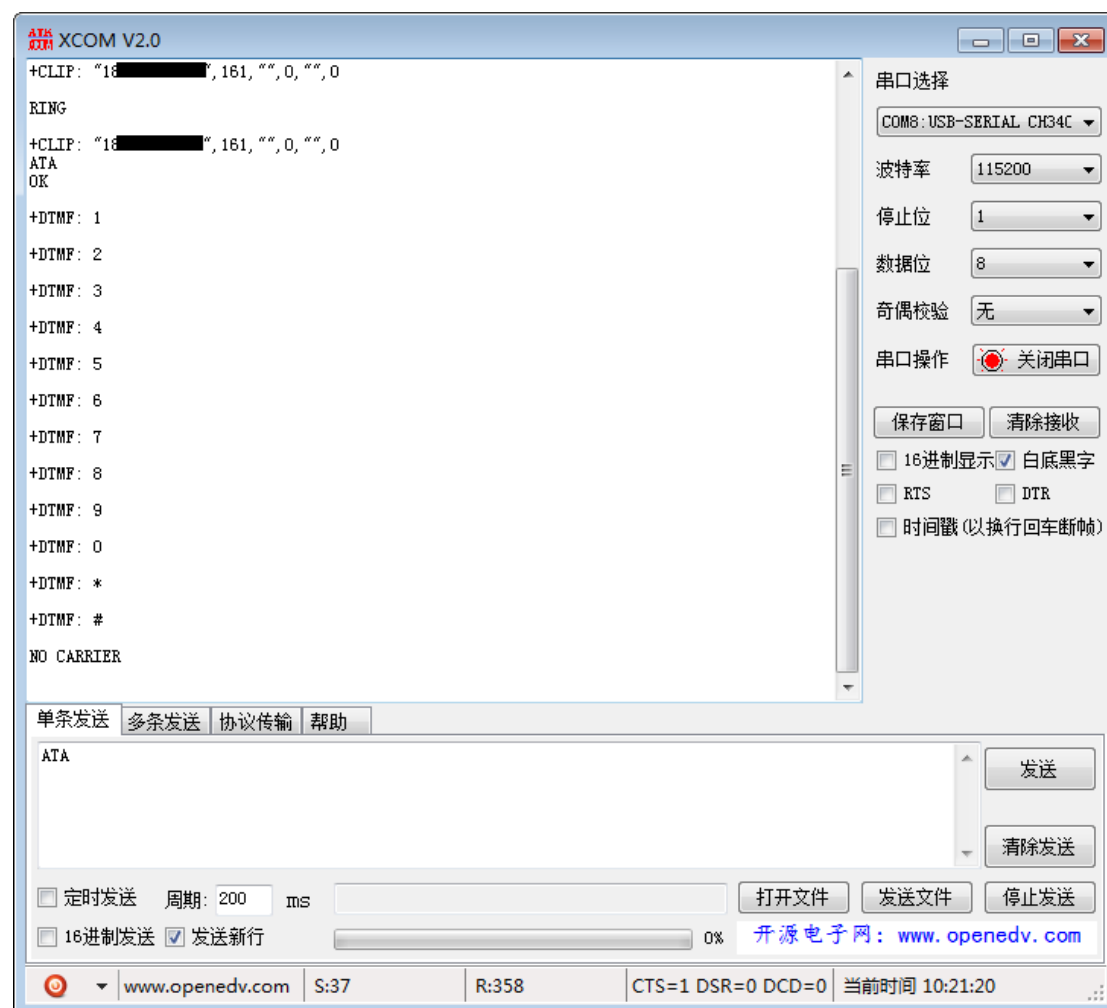 ATK COM XCOM V2.0
+CLIP: "18", 161, "", 0, "", 0
RING
+CLIP: "18", 161, "", 0, "", 0
ATA
OK
+DTMF: 1
+DTMF: 2
+DTMF: 3
+DTMF: 4
+DTMF: 5
+DTMF: 6
+DTMF: 7
+DTMF: 8
+DTMF: 9
+DTMF: 0
+DTMF: *
+DTMF: #
NO CARRIER
串口选择
COM8:USB-SERIAL CH340
波特率 115200
停止位 1
数据位 8
奇偶校验 无
串口操作 关闭串口
保存窗口 清除接收
16进制显示 白底黑字
RTS DTR
时间戳(以换行回车断帧)
单条发送 多条发送 协议传输 帮助
ATA
发送
清除发送
定时发送 周期: 200 ms 打开文件 发送文件 停止发送
16进制发送 发送新行 0% 开源电子网: www.openedv.com
www.openedv.com S:37 R:358 CTS=1 DSR=0 DCD=0 当前时间 10:21:20